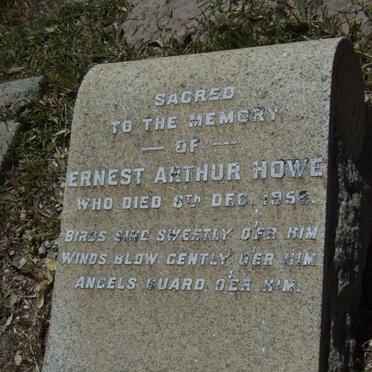 SACRED
TO THE MEMORY
— OF —
ERNEST ARTHUR HOWE
WHO DIED 6TH DEC. 1958.
BIRDS SING SWEETLY O'ER HIM
WINDS BLOW GENTLY O'ER HIM
ANGELS GUARD O'ER HIM.